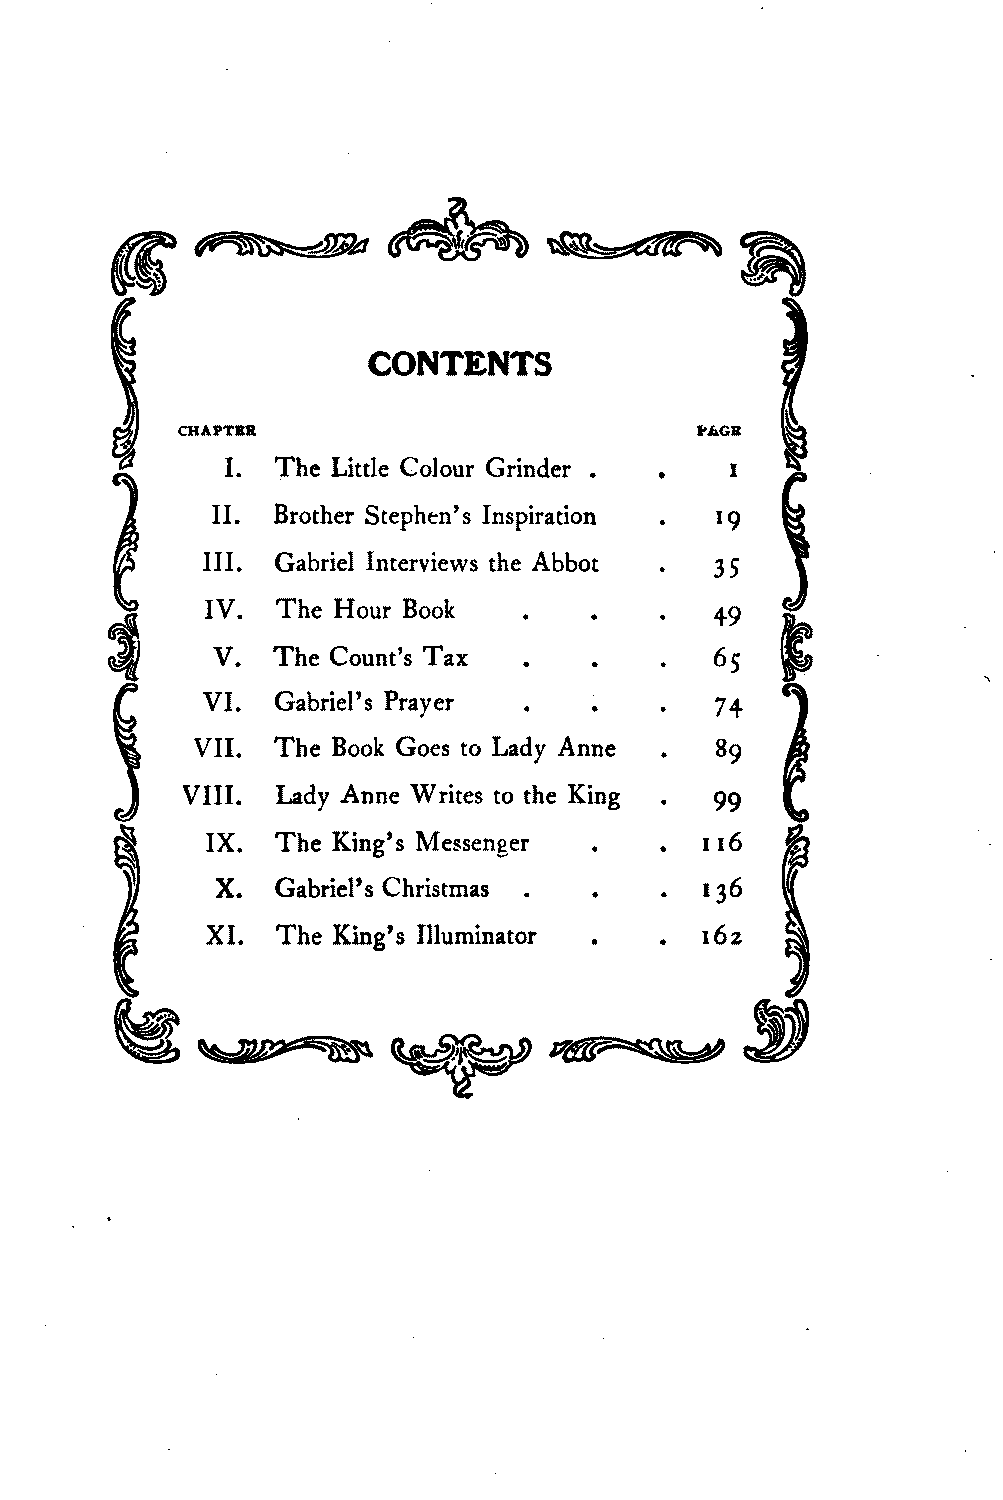 CONTENTS
CHAPTER PAGE
I. The Little Colour Grinder . . 1
II. Brother Stephen's Inspiration . 19
III. Gabriel Interviews the Abbot . 35
IV. The Hour Book . . . 49
V. The Count's Tax . . . 65
VI. Gabriel's Prayer . . . 74
VII. The Book Goes to Lady Anne . 89
VIII. Lady Anne Writes to the King . 99
IX. The King's Messenger . . 116
X. Gabriel's Christmas . . . 136
XI. The King's Illuminator . . 162